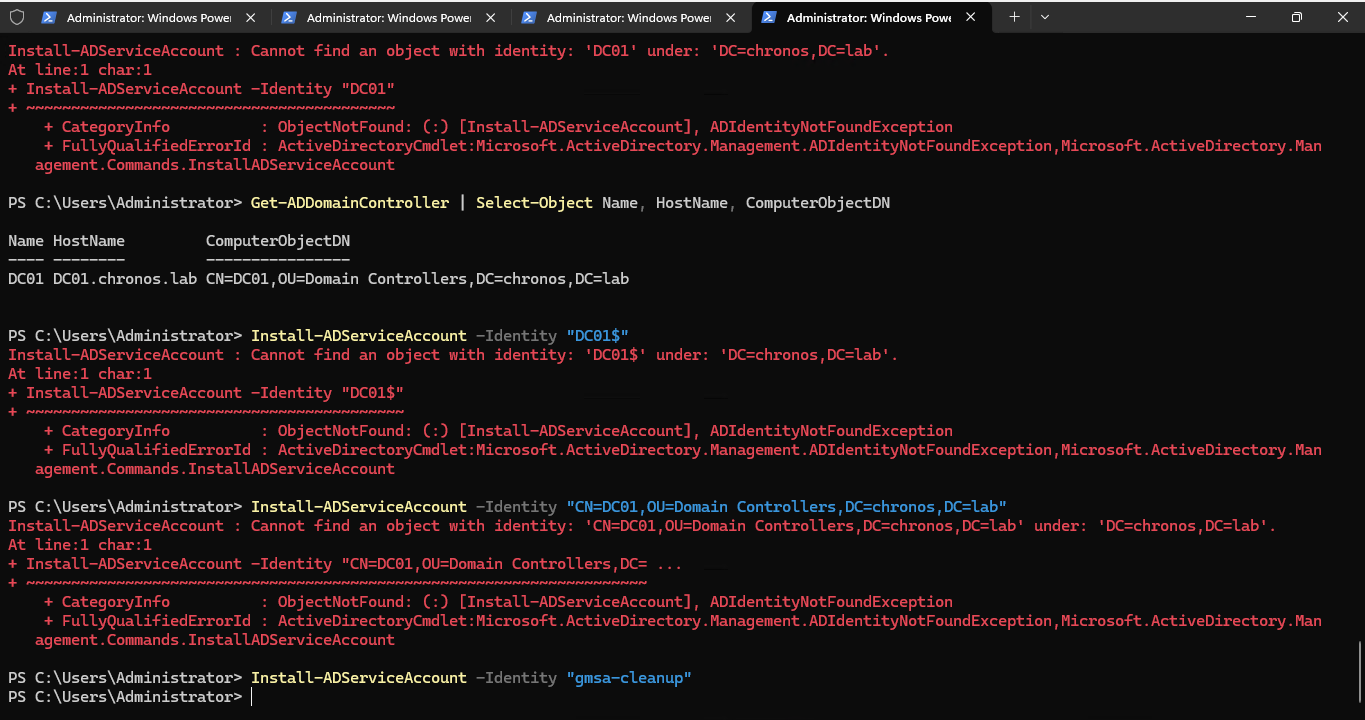 Administrator: Windows Power
Administrator: Windows Power
Administrator: Windows Power
Administrator: Windows Powe
Install-ADServiceAccount : Cannot find an object with identity: 'DC01' under: 'DC=chronos,DC=lab'.
At line:1 char:1
+ Install-ADServiceAccount -Identity "DC01"
+ ~~~~~~~~~~~~~~~~~~~~~~~~~~~~~~~~~~~~~~~~~
    + CategoryInfo          : ObjectNotFound: (:) [Install-ADServiceAccount], ADIdentityNotFoundException
    + FullyQualifiedErrorId : ActiveDirectoryCmdlet:Microsoft.ActiveDirectory.Management.ADIdentityNotFoundException,Microsoft.ActiveDirectory.Man
   agement.Commands.InstallADServiceAccount
PS C:\Users\Administrator> Get-ADDomainController | Select-Object Name, HostName, ComputerObjectDN
Name HostName         ComputerObjectDN
---- --------         ----------------
DC01 DC01.chronos.lab CN=DC01,OU=Domain Controllers,DC=chronos,DC=lab
PS C:\Users\Administrator> Install-ADServiceAccount -Identity "DC01$"
Install-ADServiceAccount : Cannot find an object with identity: 'DC01$' under: 'DC=chronos,DC=lab'.
At line:1 char:1
+ Install-ADServiceAccount -Identity "DC01$"
+ ~~~~~~~~~~~~~~~~~~~~~~~~~~~~~~~~~~~~~~~~~~
    + CategoryInfo          : ObjectNotFound: (:) [Install-ADServiceAccount], ADIdentityNotFoundException
    + FullyQualifiedErrorId : ActiveDirectoryCmdlet:Microsoft.ActiveDirectory.Management.ADIdentityNotFoundException,Microsoft.ActiveDirectory.Man
   agement.Commands.InstallADServiceAccount
PS C:\Users\Administrator> Install-ADServiceAccount -Identity "CN=DC01,OU=Domain Controllers,DC=chronos,DC=lab"
Install-ADServiceAccount : Cannot find an object with identity: 'CN=DC01,OU=Domain Controllers,DC=chronos,DC=lab' under: 'DC=chronos,DC=lab'.
At line:1 char:1
+ Install-ADServiceAccount -Identity "CN=DC01,OU=Domain Controllers,DC= ...
+ ~~~~~~~~~~~~~~~~~~~~~~~~~~~~~~~~~~~~~~~~~~~~~~~~~~~~~~~~~~~~~~~~~~~~~
    + CategoryInfo          : ObjectNotFound: (:) [Install-ADServiceAccount], ADIdentityNotFoundException
    + FullyQualifiedErrorId : ActiveDirectoryCmdlet:Microsoft.ActiveDirectory.Management.ADIdentityNotFoundException,Microsoft.ActiveDirectory.Man
   agement.Commands.InstallADServiceAccount
PS C:\Users\Administrator> Install-ADServiceAccount -Identity "gmsa-cleanup"
PS C:\Users\Administrator>